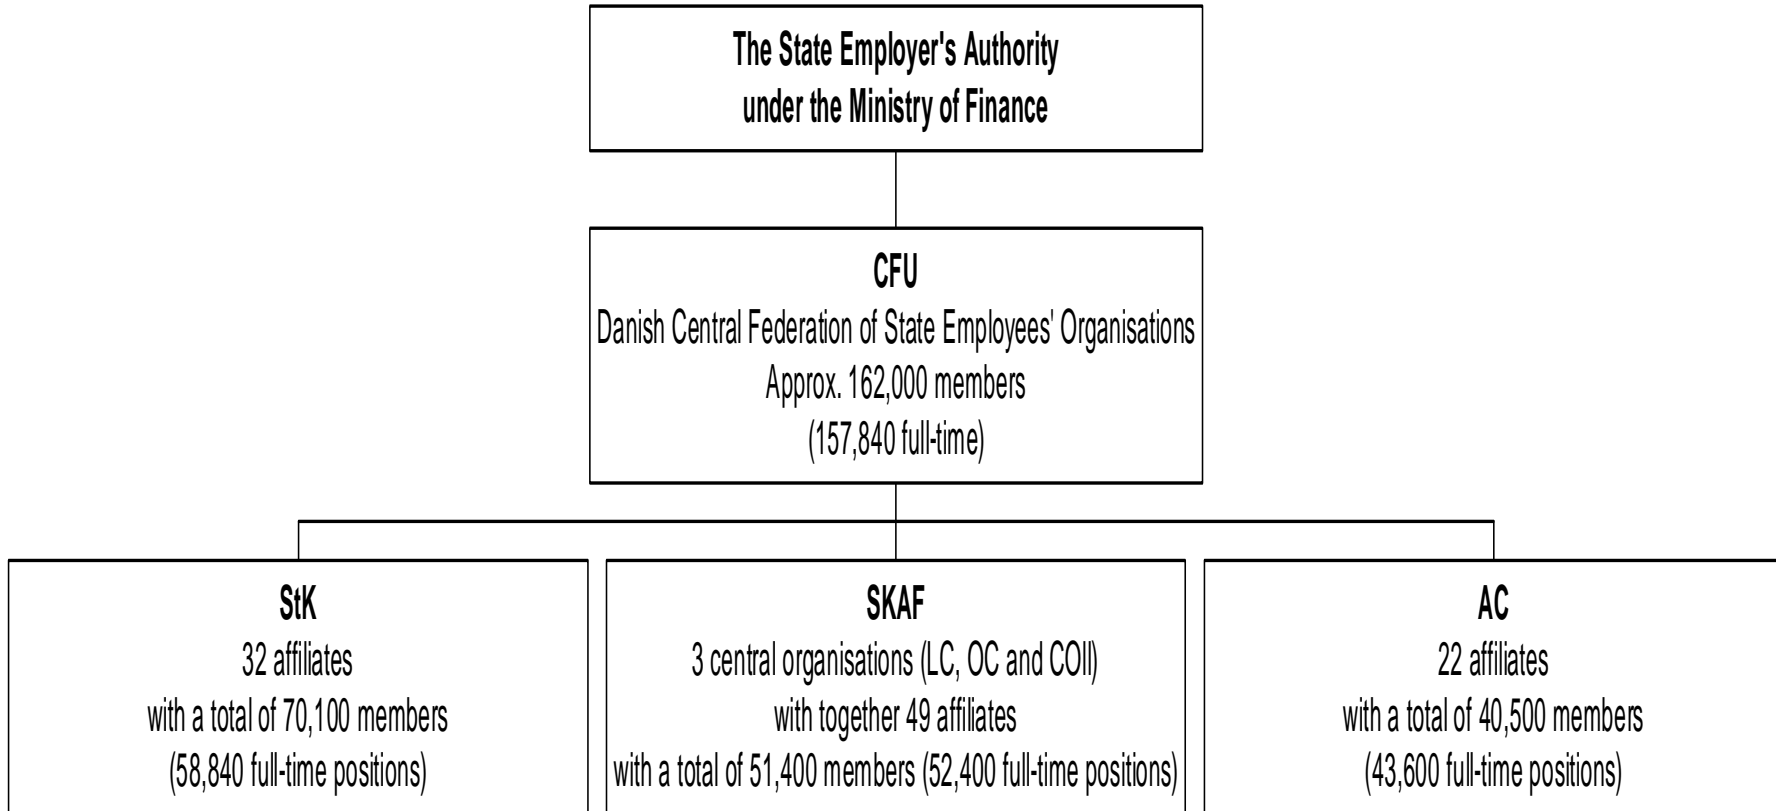 The State Employer's Authority
under the Ministry of Finance
CFU
Danish Central Federation of State Employees' Organisations
Approx. 162,000 members
(157,840 full-time)
StK
32 affiliates
with a total of 70,100 members
(58,840 full-time positions)
SKAF
3 central organisations (LC, OC and COII)
with together 49 affiliates
with a total of 51,400 members (52,400 full-time positions)
AC
22 affiliates
with a total of 40,500 members
(43,600 full-time positions)